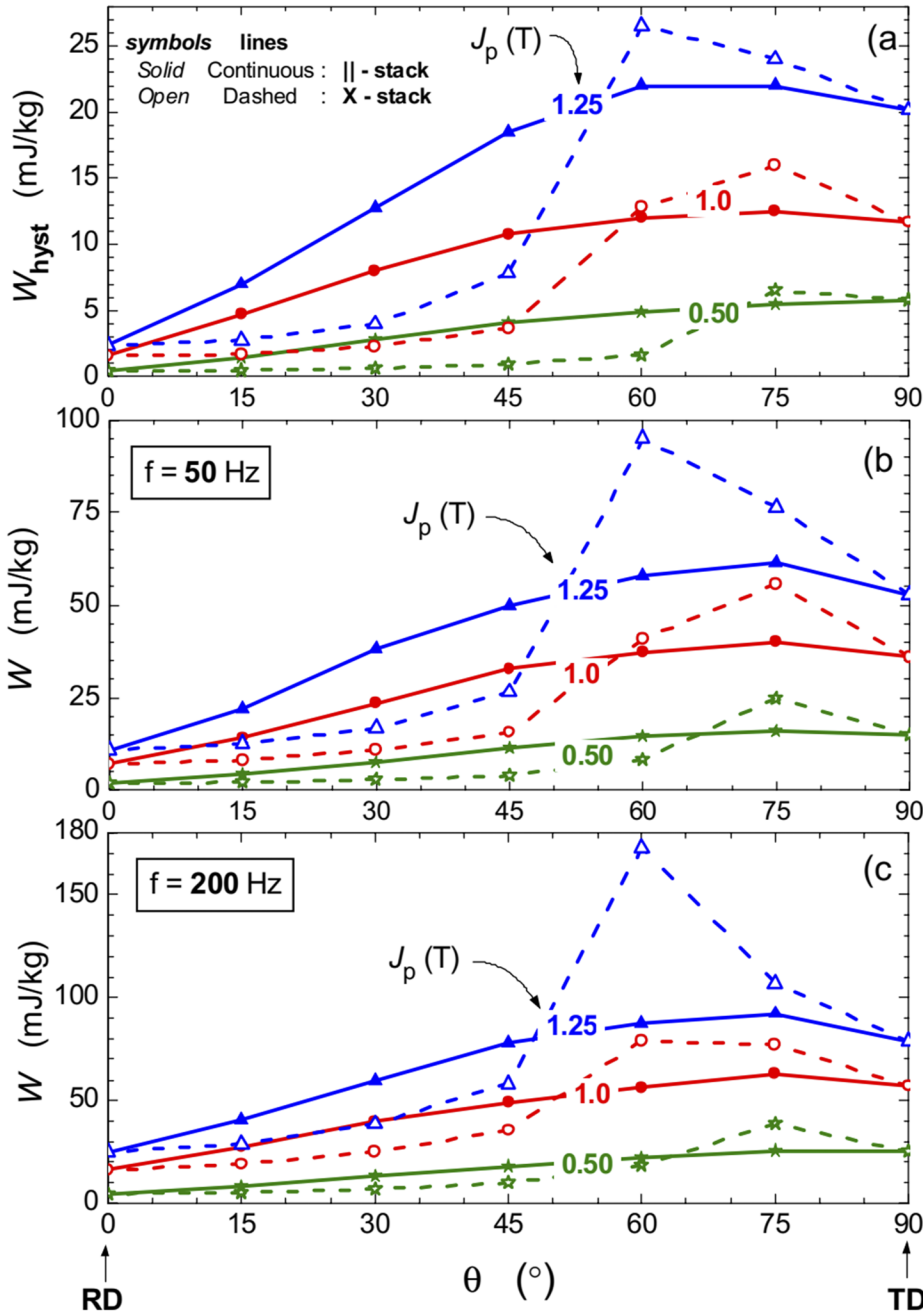 (a
symbols lines
Solid Continuous : || - stack
Open Dashed : X - stack
J_p (T)
1.25
1.0
0.50
25
20
15
10
5
0
W_hyst (mJ/kg)
0 15 30 45 60 75 90
(b
f = 50 Hz
J_p (T)
1.25
1.0
0.50
100
75
50
25
0
W (mJ/kg)
0 15 30 45 60 75 90
(c
f = 200 Hz
J_p (T)
1.25
1.0
0.50
180
150
100
50
0
W (mJ/kg)
0 15 30 45 60 75 90
θ (°)
RD TD